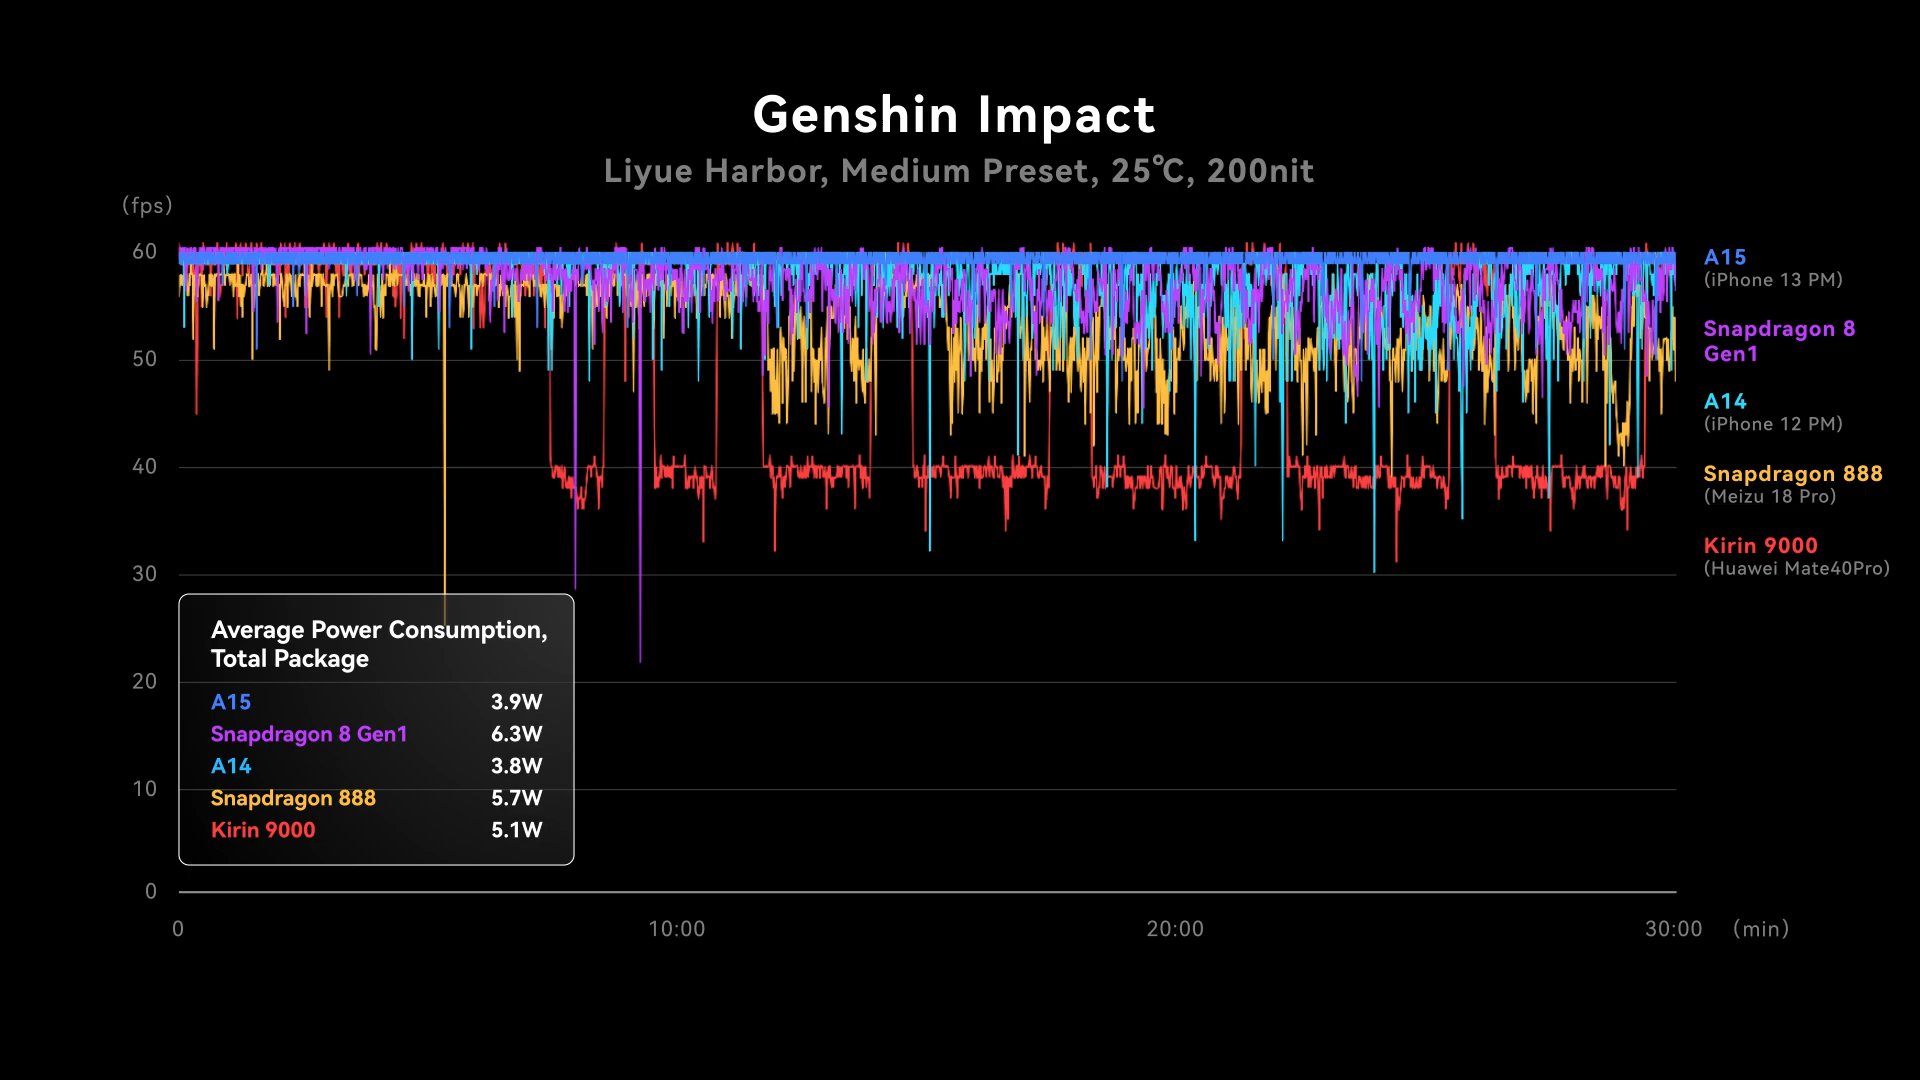 Genshin Impact
Liyue Harbor, Medium Preset, 25℃, 200nit
(fps)
60
50
40
30
20
10
0
0
10:00
20:00
30:00
(min)
A15
(iPhone 13 PM)
Snapdragon 8
Gen1
A14
(iPhone 12 PM)
Snapdragon 888
(Meizu 18 Pro)
Kirin 9000
(Huawei Mate40Pro)
Average Power Consumption,
Total Package
A15 3.9W
Snapdragon 8 Gen1 6.3W
A14 3.8W
Snapdragon 888 5.7W
Kirin 9000 5.1W